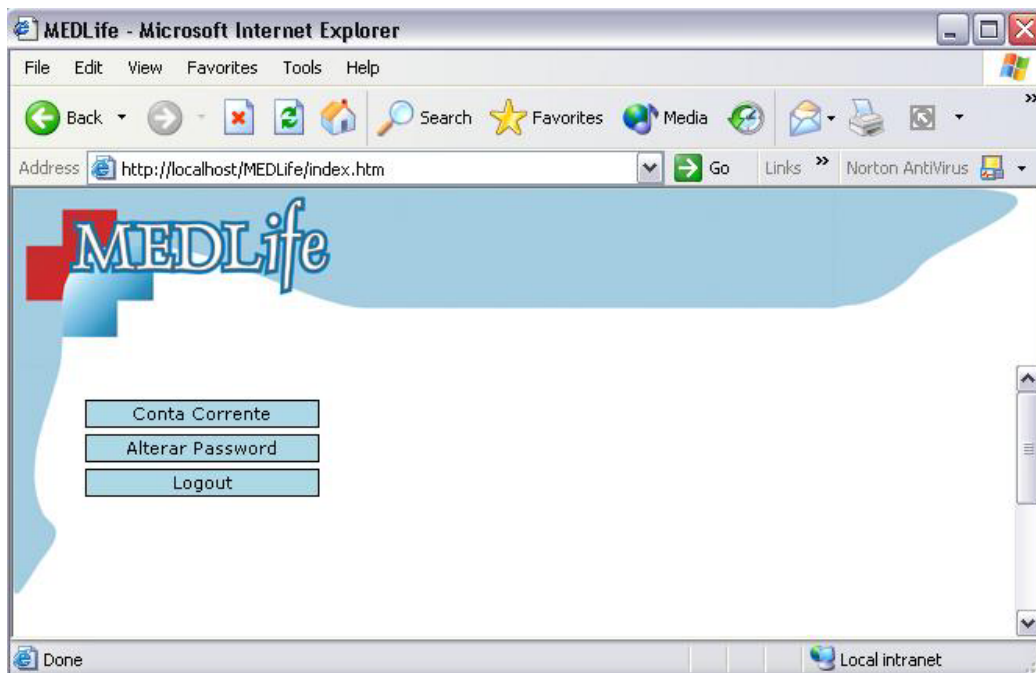 MEDLife - Microsoft Internet Explorer
File Edit View Favorites Tools Help
Back Search Favorites Media
Address http://localhost/MEDLife/index.htm Go Links Norton AntiVirus
MEDLife
Conta Corrente
Alterar Password
Logout
Done Local intranet